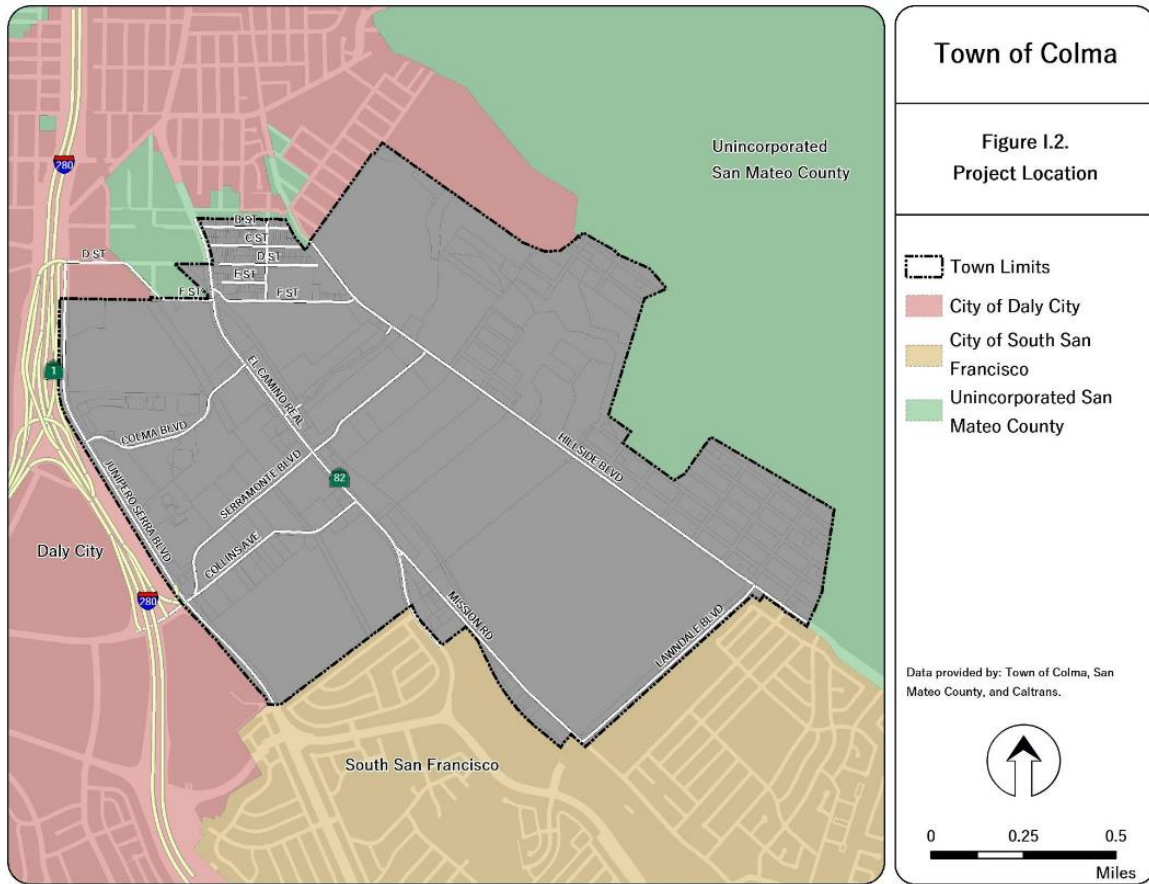 Town of Colma
Figure I.2.
Project Location
Town Limits
City of Daly City
City of South San
Francisco
Unincorporated San
Mateo County
Data provided by: Town of Colma, San
Mateo County, and Caltrans.
0 0.25 0.5
Miles
Unincorporated
San Mateo County
280
B ST
C ST
D ST
D ST
E ST
F ST
F ST
1
EL CAMINO REAL
COLMA BLVD
JUNIPERO SERRA BLVD
SERRAMONTE BLVD
82
HILLSIDE BLVD
COLLINS AVE
Daly City
280
MISSION RD
LAWNDALE BLVD
South San Francisco